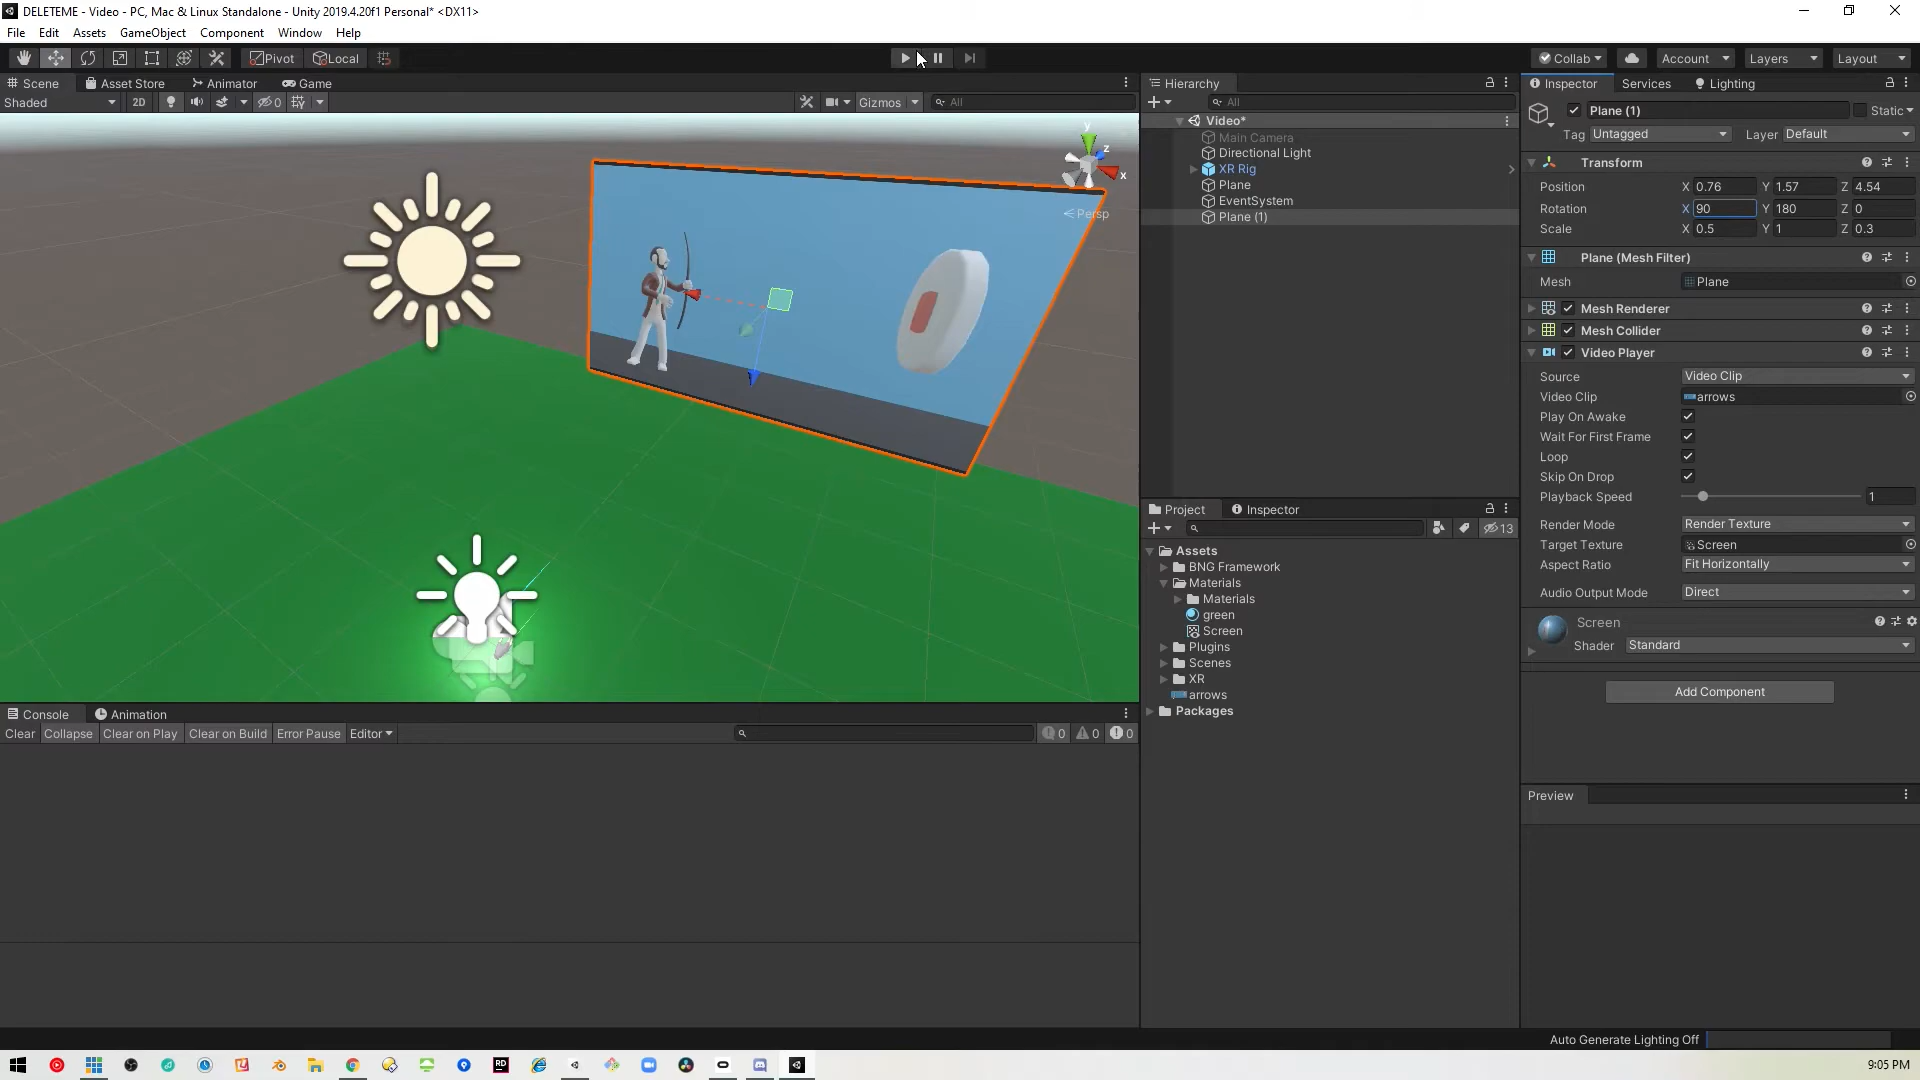 DELETEME - Video - PC, Mac & Linux Standalone - Unity 2019.4.20f1 Personal* <DX11>
File Edit Assets GameObject Component Window Help
Pivot Local Collab Account Layers Layout
Scene Asset Store Animator Game
Shaded 2D 0 Gizmos All
y
z
x
Persp
Hierarchy
All
Video*
Main Camera
Directional Light
XR Rig
Plane
EventSystem
Plane (1)
Project Inspector
13
Assets
BNG Framework
Materials
Materials
green
Screen
Plugins
Scenes
XR
arrows
Packages
Inspector Services Lighting
Plane (1) Static
Tag Untagged Layer Default
Transform
Position X 0.76 Y 1.57 Z 4.54
Rotation X 90 Y 180 Z 0
Scale X 0.5 Y 1 Z 0.3
Plane (Mesh Filter)
Mesh Plane
Mesh Renderer
Mesh Collider
Video Player
Source Video Clip
Video Clip arrows
Play On Awake
Wait For First Frame
Loop
Skip On Drop
Playback Speed 1
Render Mode Render Texture
Target Texture Screen
Aspect Ratio Fit Horizontally
Audio Output Mode Direct
Screen
Shader Standard
Add Component
Preview
Console Animation
Clear Collapse Clear on Play Clear on Build Error Pause Editor 0 0 0
Auto Generate Lighting Off
RD
9:05 PM